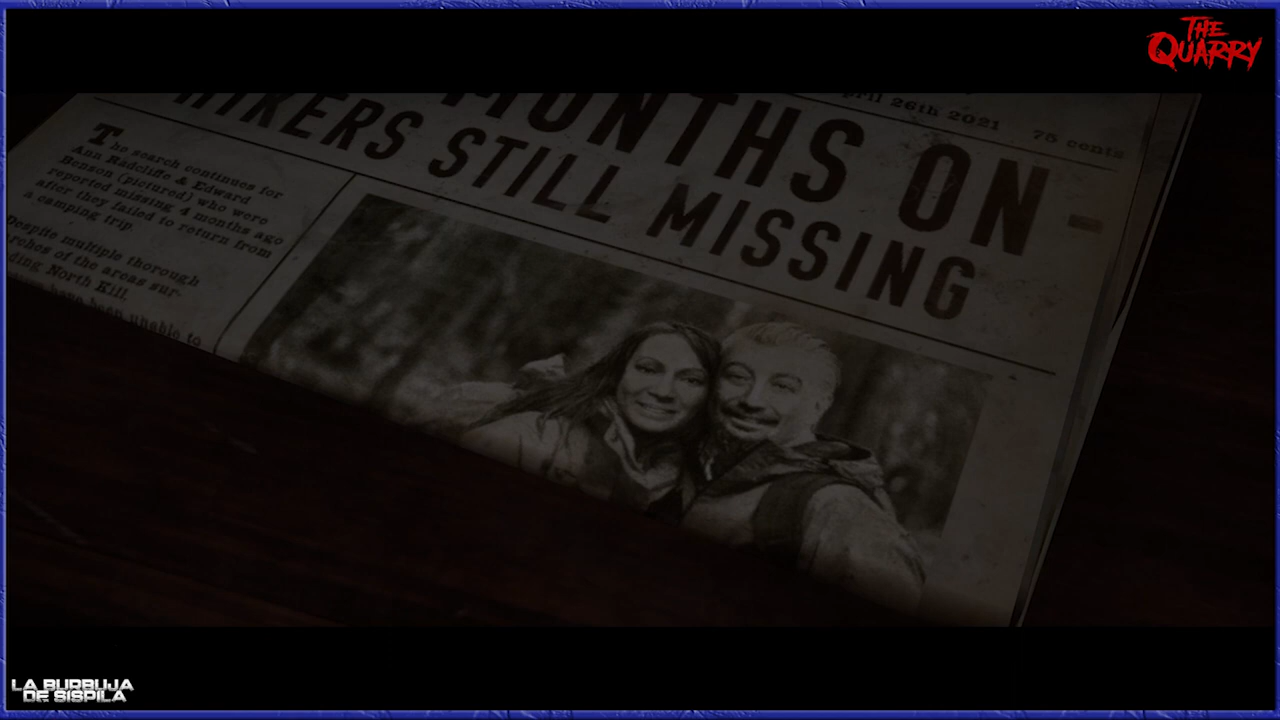 THE
QUARRY
April 26th 2021 75 cents
MONTHS ON-
HIKERS STILL MISSING
The search continues for
Ann Radcliffe & Edward
Benson (pictured) who were
reported missing 4 months ago
after they failed to return from
a camping trip.
Despite multiple thorough
of the areas sur-
North Kill.
have been unable to
LA BURBUJA
DE SISPILA